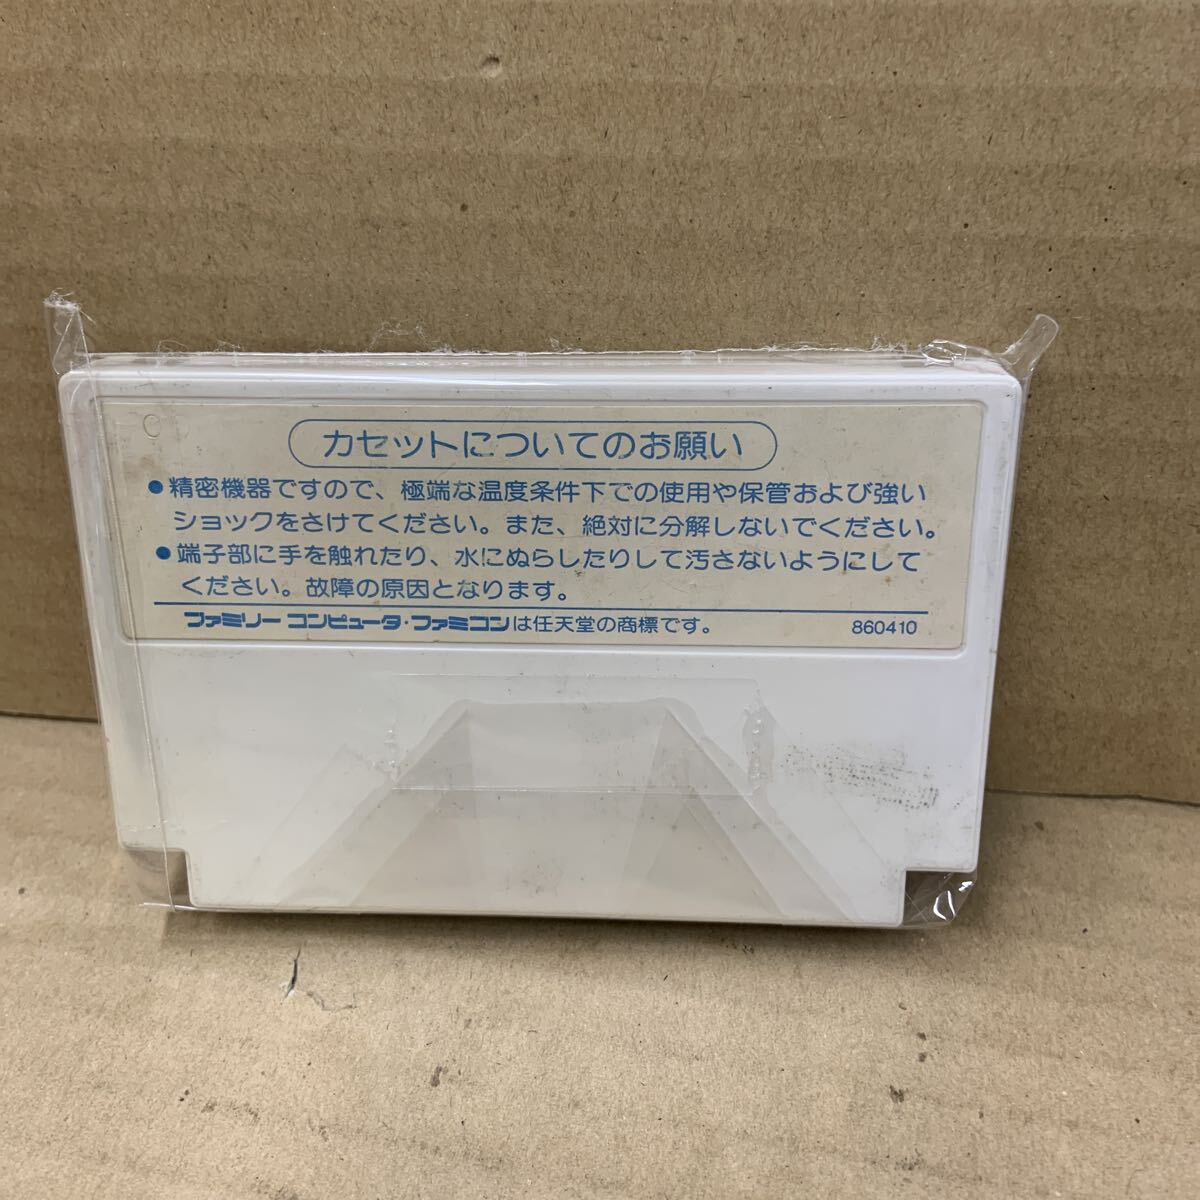 カセットについてのお願い
●精密機器ですので、極端な温度条件下での使用や保管および強い
ショックをさけてください。また、絶対に分解しないでください。
●端子部に手を触れたり、水にぬらしたりして汚さないようにして
ください。故障の原因となります。
ファミリー コンピュータ・ファミコンは任天堂の商標です。 860410